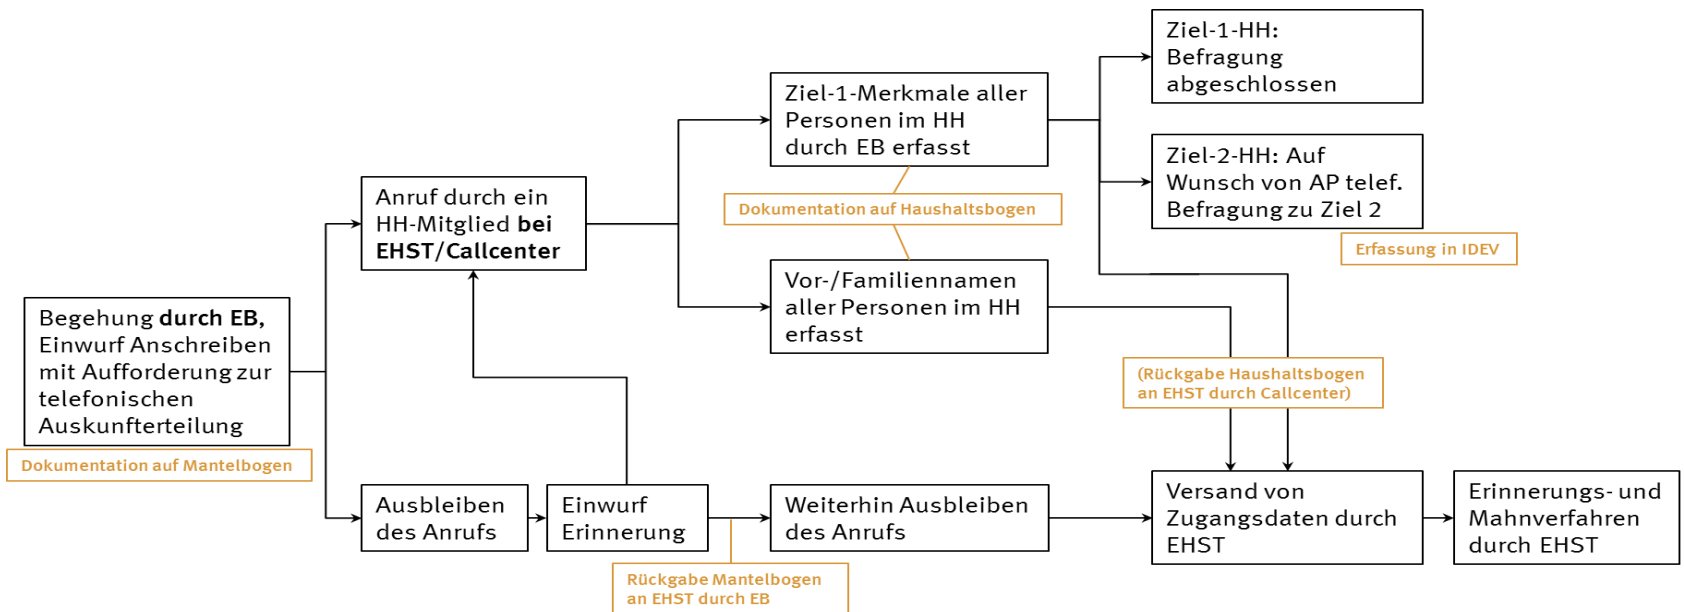 Ziel-1-HH:
Befragung
abgeschlossen
Ziel-1-Merkmale aller
Personen im HH
durch EB erfasst
Ziel-2-HH: Auf
Wunsch von AP telef.
Befragung zu Ziel 2
Anruf durch ein
HH-Mitglied bei
EHST/Callcenter
Dokumentation auf Haushaltsbogen
Erfassung in IDEV
Vor-/Familiennamen
aller Personen im HH
erfasst
Begehung durch EB,
Einwurf Anschreiben
mit Aufforderung zur
telefonischen
Auskunfterteilung
(Rückgabe Haushaltsbogen
an EHST durch Callcenter)
Dokumentation auf Mantelbogen
Ausbleiben
des Anrufs
Einwurf
Erinnerung
Weiterhin Ausbleiben
des Anrufs
Versand von
Zugangsdaten durch
EHST
Erinnerungs- und
Mahnverfahren
durch EHST
Rückgabe Mantelbogen
an EHST durch EB